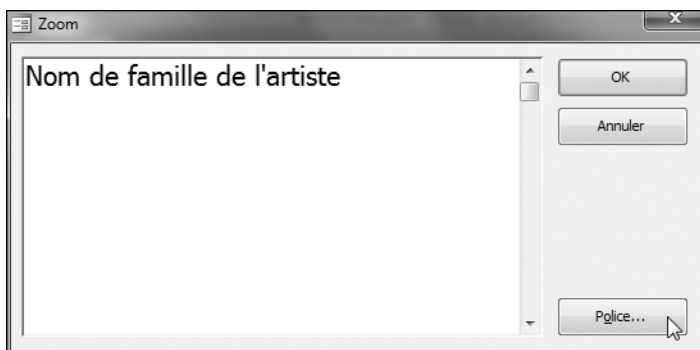 Zoom
Nom de famille de l'artiste
OK
Annuler
Police...